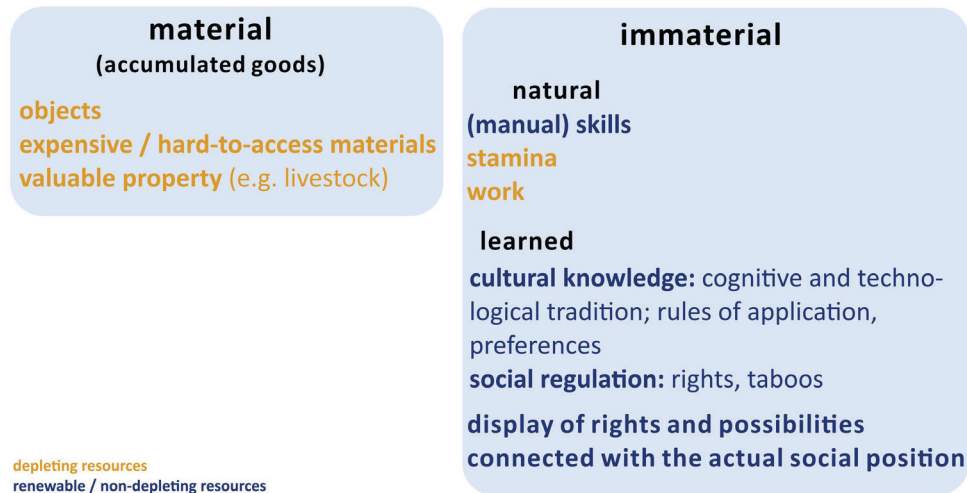 material
(accumulated goods)
objects
expensive / hard-to-access materials
valuable property (e.g. livestock)
immaterial
natural
(manual) skills
stamina
work
learned
cultural knowledge: cognitive and techno-
logical tradition; rules of application,
preferences
social regulation: rights, taboos
display of rights and possibilities
connected with the actual social position
depleting resources
renewable / non-depleting resources